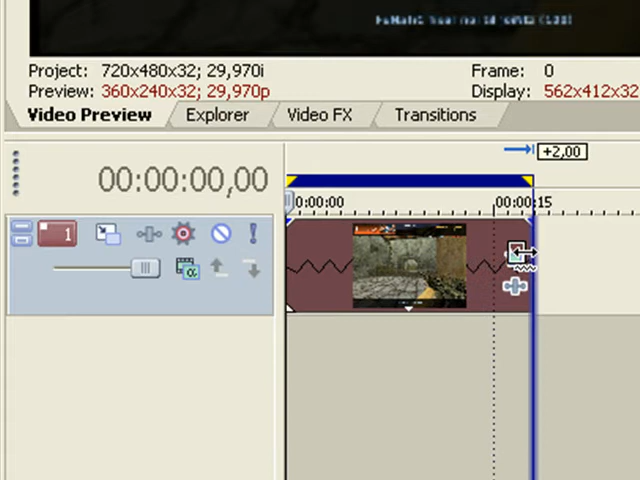 Project: 720x480x32; 29,970i
Frame: 0
Preview: 360x240x32; 29,970p
Display: 562x412x32
Video Preview
Explorer
Video FX
Transitions
+2,00
00:00:00,00
0:00:00
00:00:15
1